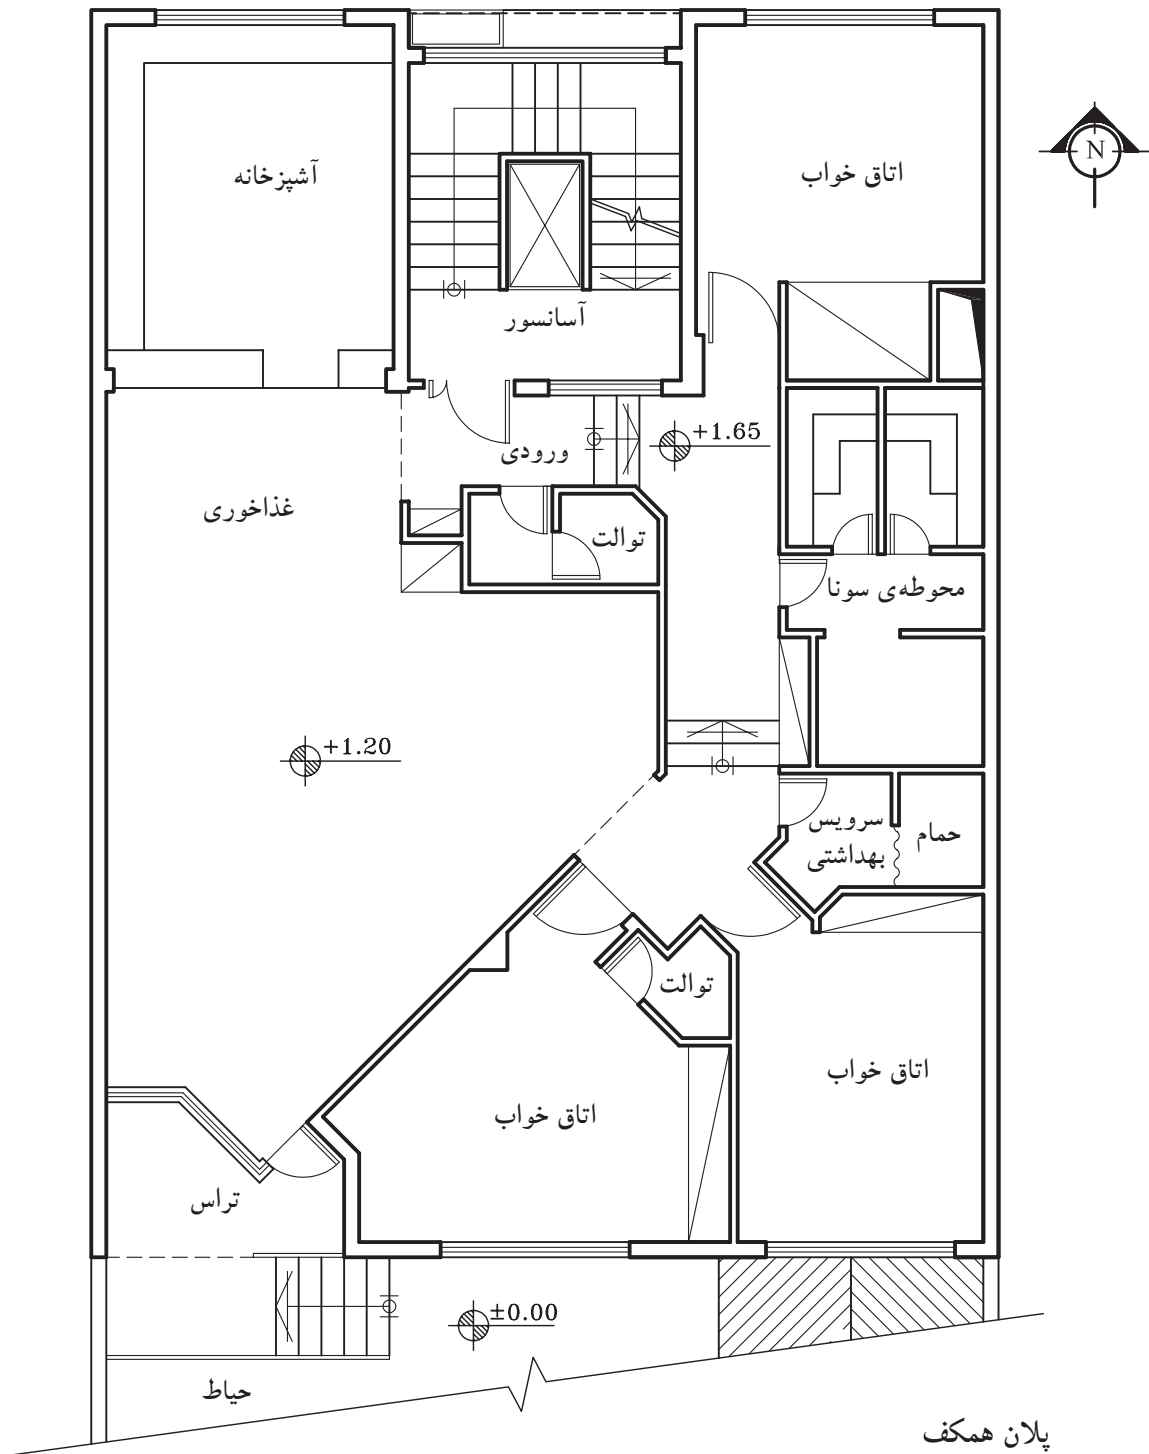 آشپزخانه
اتاق خواب
N
آسانسور
+1.65
ورودی
غذاخوری
توالت
محوطه‌ی سونا
+1.20
سرویس
بهداشتی
حمام
توالت
اتاق خواب
اتاق خواب
تراس
±0.00
حیاط
پلان همکف